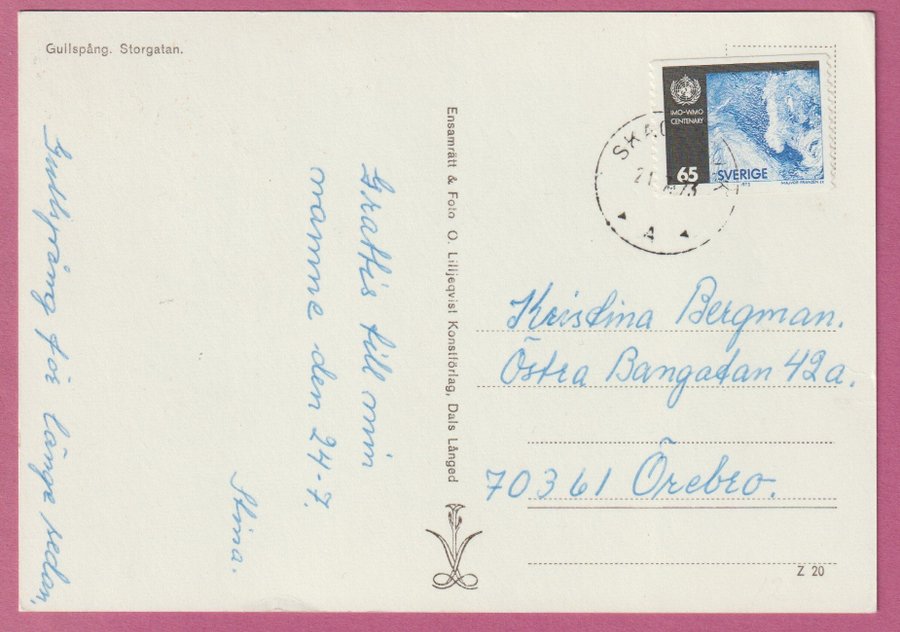 Gullspång. Storgatan.
Gullspång för länge sedan.
Grattis till min
namne den 24-7.
Stina.
Ensamrätt & Foto O. Lilljeqvist Konstförlag, Dals Långed
IMO-WMO
CENTENARY
65 SVERIGE
A
Kristina Bergman.
Östra Bangatan 42a.
70361 Örebro.
Z 20